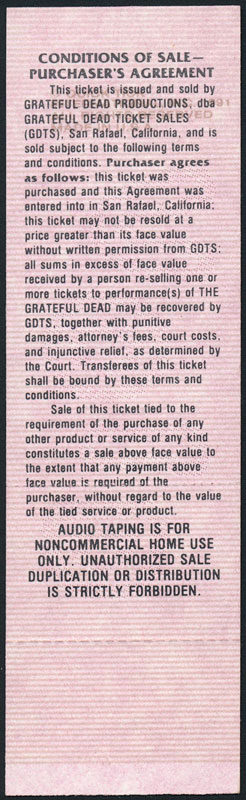 CONDITIONS OF SALE—
PURCHASER'S AGREEMENT
This ticket is issued and sold by
GRATEFUL DEAD PRODUCTIONS, dba
GRATEFUL DEAD TICKET SALES
(GDTS), San Rafael, California, and is
sold subject to the following terms
and conditions. Purchaser agrees
as follows: this ticket was
purchased and this Agreement was
entered into in San Rafael, California;
this ticket may not be resold at a
price greater than its face value
without written permission from GDTS;
all sums in excess of face value
received by a person re-selling one or
more tickets to performance(s) of THE
GRATEFUL DEAD may be recovered by
GDTS, together with punitive
damages, attorney's fees, court costs,
and injunctive relief, as determined by
the Court. Transferees of this ticket
shall be bound by these terms and
conditions.
Sale of this ticket tied to the
requirement of the purchase of any
other product or service of any kind
constitutes a sale above face value to
the extent that any payment above
face value is required of the
purchaser, without regard to the value
of the tied service or product.
AUDIO TAPING IS FOR
NONCOMMERCIAL HOME USE
ONLY. UNAUTHORIZED SALE
DUPLICATION OR DISTRIBUTION
IS STRICTLY FORBIDDEN.